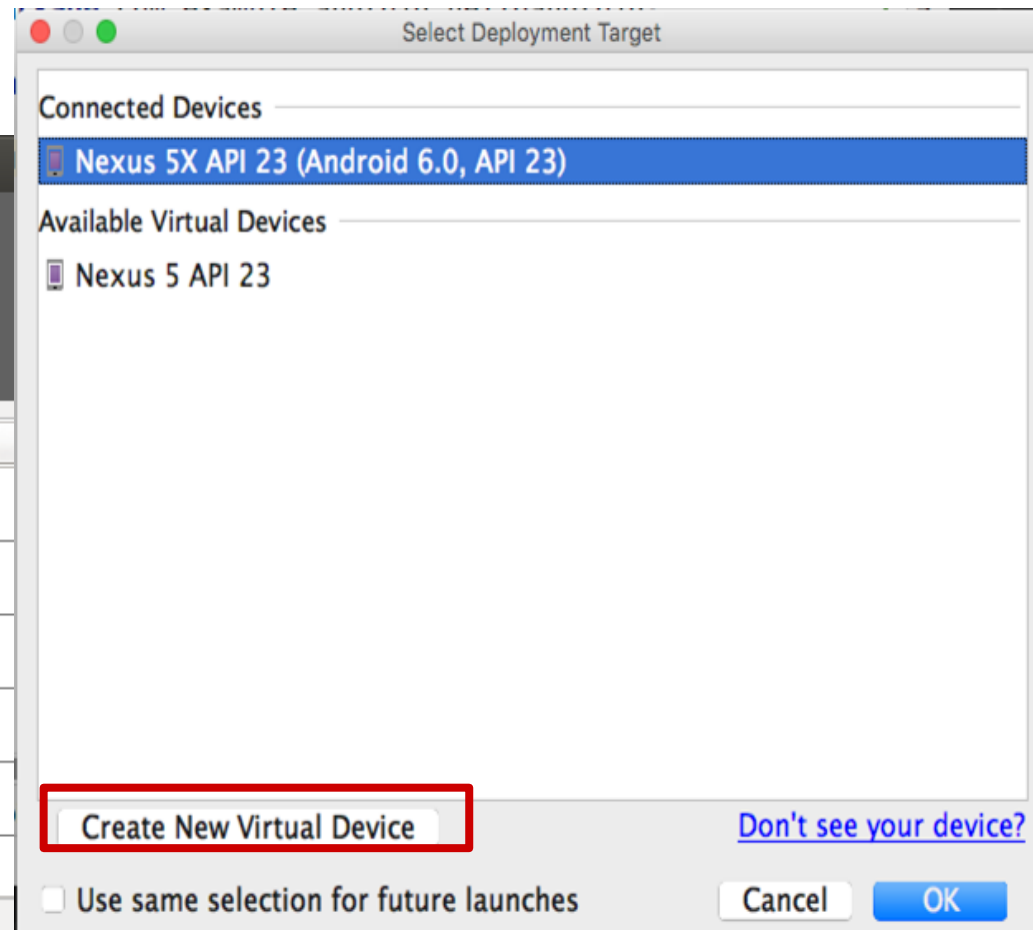 Select Deployment Target
Connected Devices
Nexus 5X API 23 (Android 6.0, API 23)
Available Virtual Devices
Nexus 5 API 23
Create New Virtual Device
Don't see your device?
Use same selection for future launches
Cancel
OK